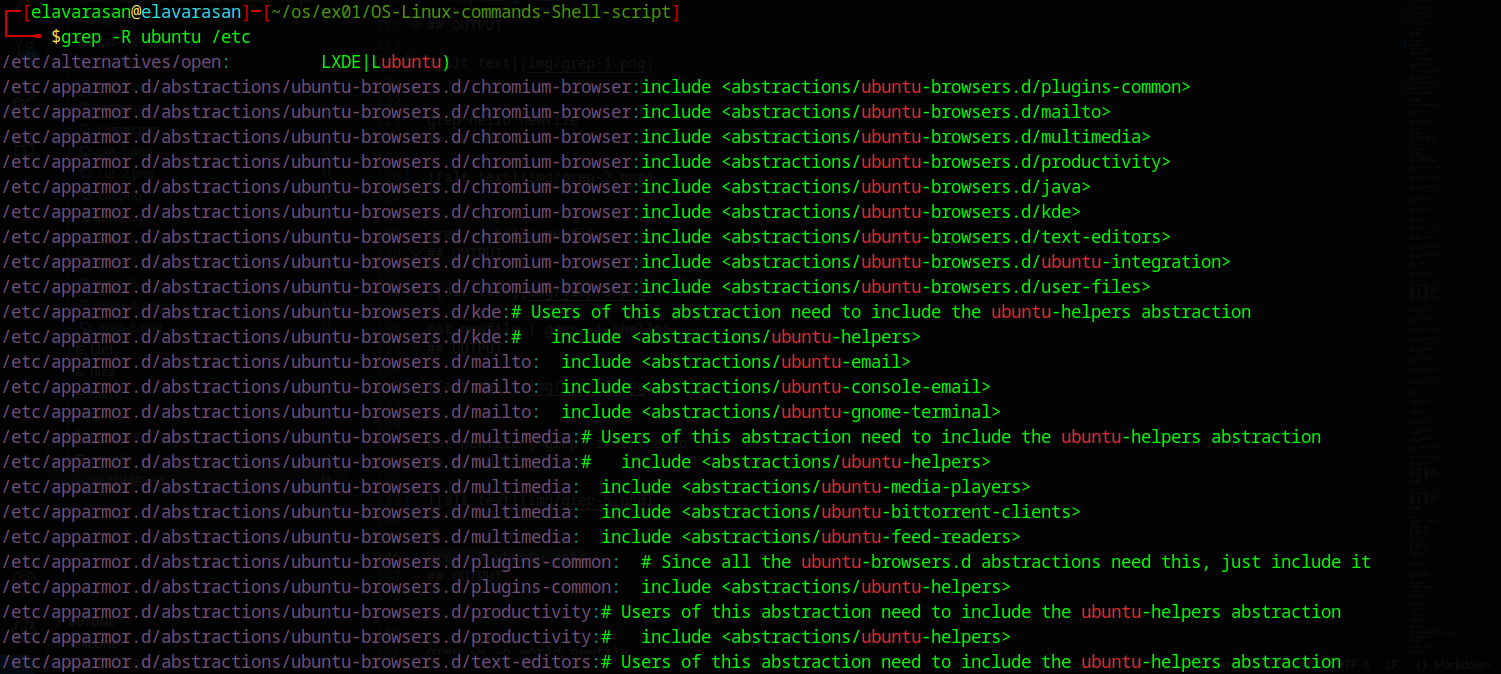 [elavarasan@elavarasan]-[~/os/ex01/OS-Linux-commands-Shell-script]
$grep -R ubuntu /etc
/etc/alternatives/open:         LXDE|Lubuntu)
/etc/apparmor.d/abstractions/ubuntu-browsers.d/chromium-browser:include <abstractions/ubuntu-browsers.d/plugins-common>
/etc/apparmor.d/abstractions/ubuntu-browsers.d/chromium-browser:include <abstractions/ubuntu-browsers.d/mailto>
/etc/apparmor.d/abstractions/ubuntu-browsers.d/chromium-browser:include <abstractions/ubuntu-browsers.d/multimedia>
/etc/apparmor.d/abstractions/ubuntu-browsers.d/chromium-browser:include <abstractions/ubuntu-browsers.d/productivity>
/etc/apparmor.d/abstractions/ubuntu-browsers.d/chromium-browser:include <abstractions/ubuntu-browsers.d/java>
/etc/apparmor.d/abstractions/ubuntu-browsers.d/chromium-browser:include <abstractions/ubuntu-browsers.d/kde>
/etc/apparmor.d/abstractions/ubuntu-browsers.d/chromium-browser:include <abstractions/ubuntu-browsers.d/text-editors>
/etc/apparmor.d/abstractions/ubuntu-browsers.d/chromium-browser:include <abstractions/ubuntu-browsers.d/ubuntu-integration>
/etc/apparmor.d/abstractions/ubuntu-browsers.d/chromium-browser:include <abstractions/ubuntu-browsers.d/user-files>
/etc/apparmor.d/abstractions/ubuntu-browsers.d/kde:# Users of this abstraction need to include the ubuntu-helpers abstraction
/etc/apparmor.d/abstractions/ubuntu-browsers.d/kde:#   include <abstractions/ubuntu-helpers>
/etc/apparmor.d/abstractions/ubuntu-browsers.d/mailto:  include <abstractions/ubuntu-email>
/etc/apparmor.d/abstractions/ubuntu-browsers.d/mailto:  include <abstractions/ubuntu-console-email>
/etc/apparmor.d/abstractions/ubuntu-browsers.d/mailto:  include <abstractions/ubuntu-gnome-terminal>
/etc/apparmor.d/abstractions/ubuntu-browsers.d/multimedia:# Users of this abstraction need to include the ubuntu-helpers abstraction
/etc/apparmor.d/abstractions/ubuntu-browsers.d/multimedia:#   include <abstractions/ubuntu-helpers>
/etc/apparmor.d/abstractions/ubuntu-browsers.d/multimedia:  include <abstractions/ubuntu-media-players>
/etc/apparmor.d/abstractions/ubuntu-browsers.d/multimedia:  include <abstractions/ubuntu-bittorrent-clients>
/etc/apparmor.d/abstractions/ubuntu-browsers.d/multimedia:  include <abstractions/ubuntu-feed-readers>
/etc/apparmor.d/abstractions/ubuntu-browsers.d/plugins-common:  # Since all the ubuntu-browsers.d abstractions need this, just include it
/etc/apparmor.d/abstractions/ubuntu-browsers.d/plugins-common:  include <abstractions/ubuntu-helpers>
/etc/apparmor.d/abstractions/ubuntu-browsers.d/productivity:# Users of this abstraction need to include the ubuntu-helpers abstraction
/etc/apparmor.d/abstractions/ubuntu-browsers.d/productivity:#   include <abstractions/ubuntu-helpers>
/etc/apparmor.d/abstractions/ubuntu-browsers.d/text-editors:# Users of this abstraction need to include the ubuntu-helpers abstraction